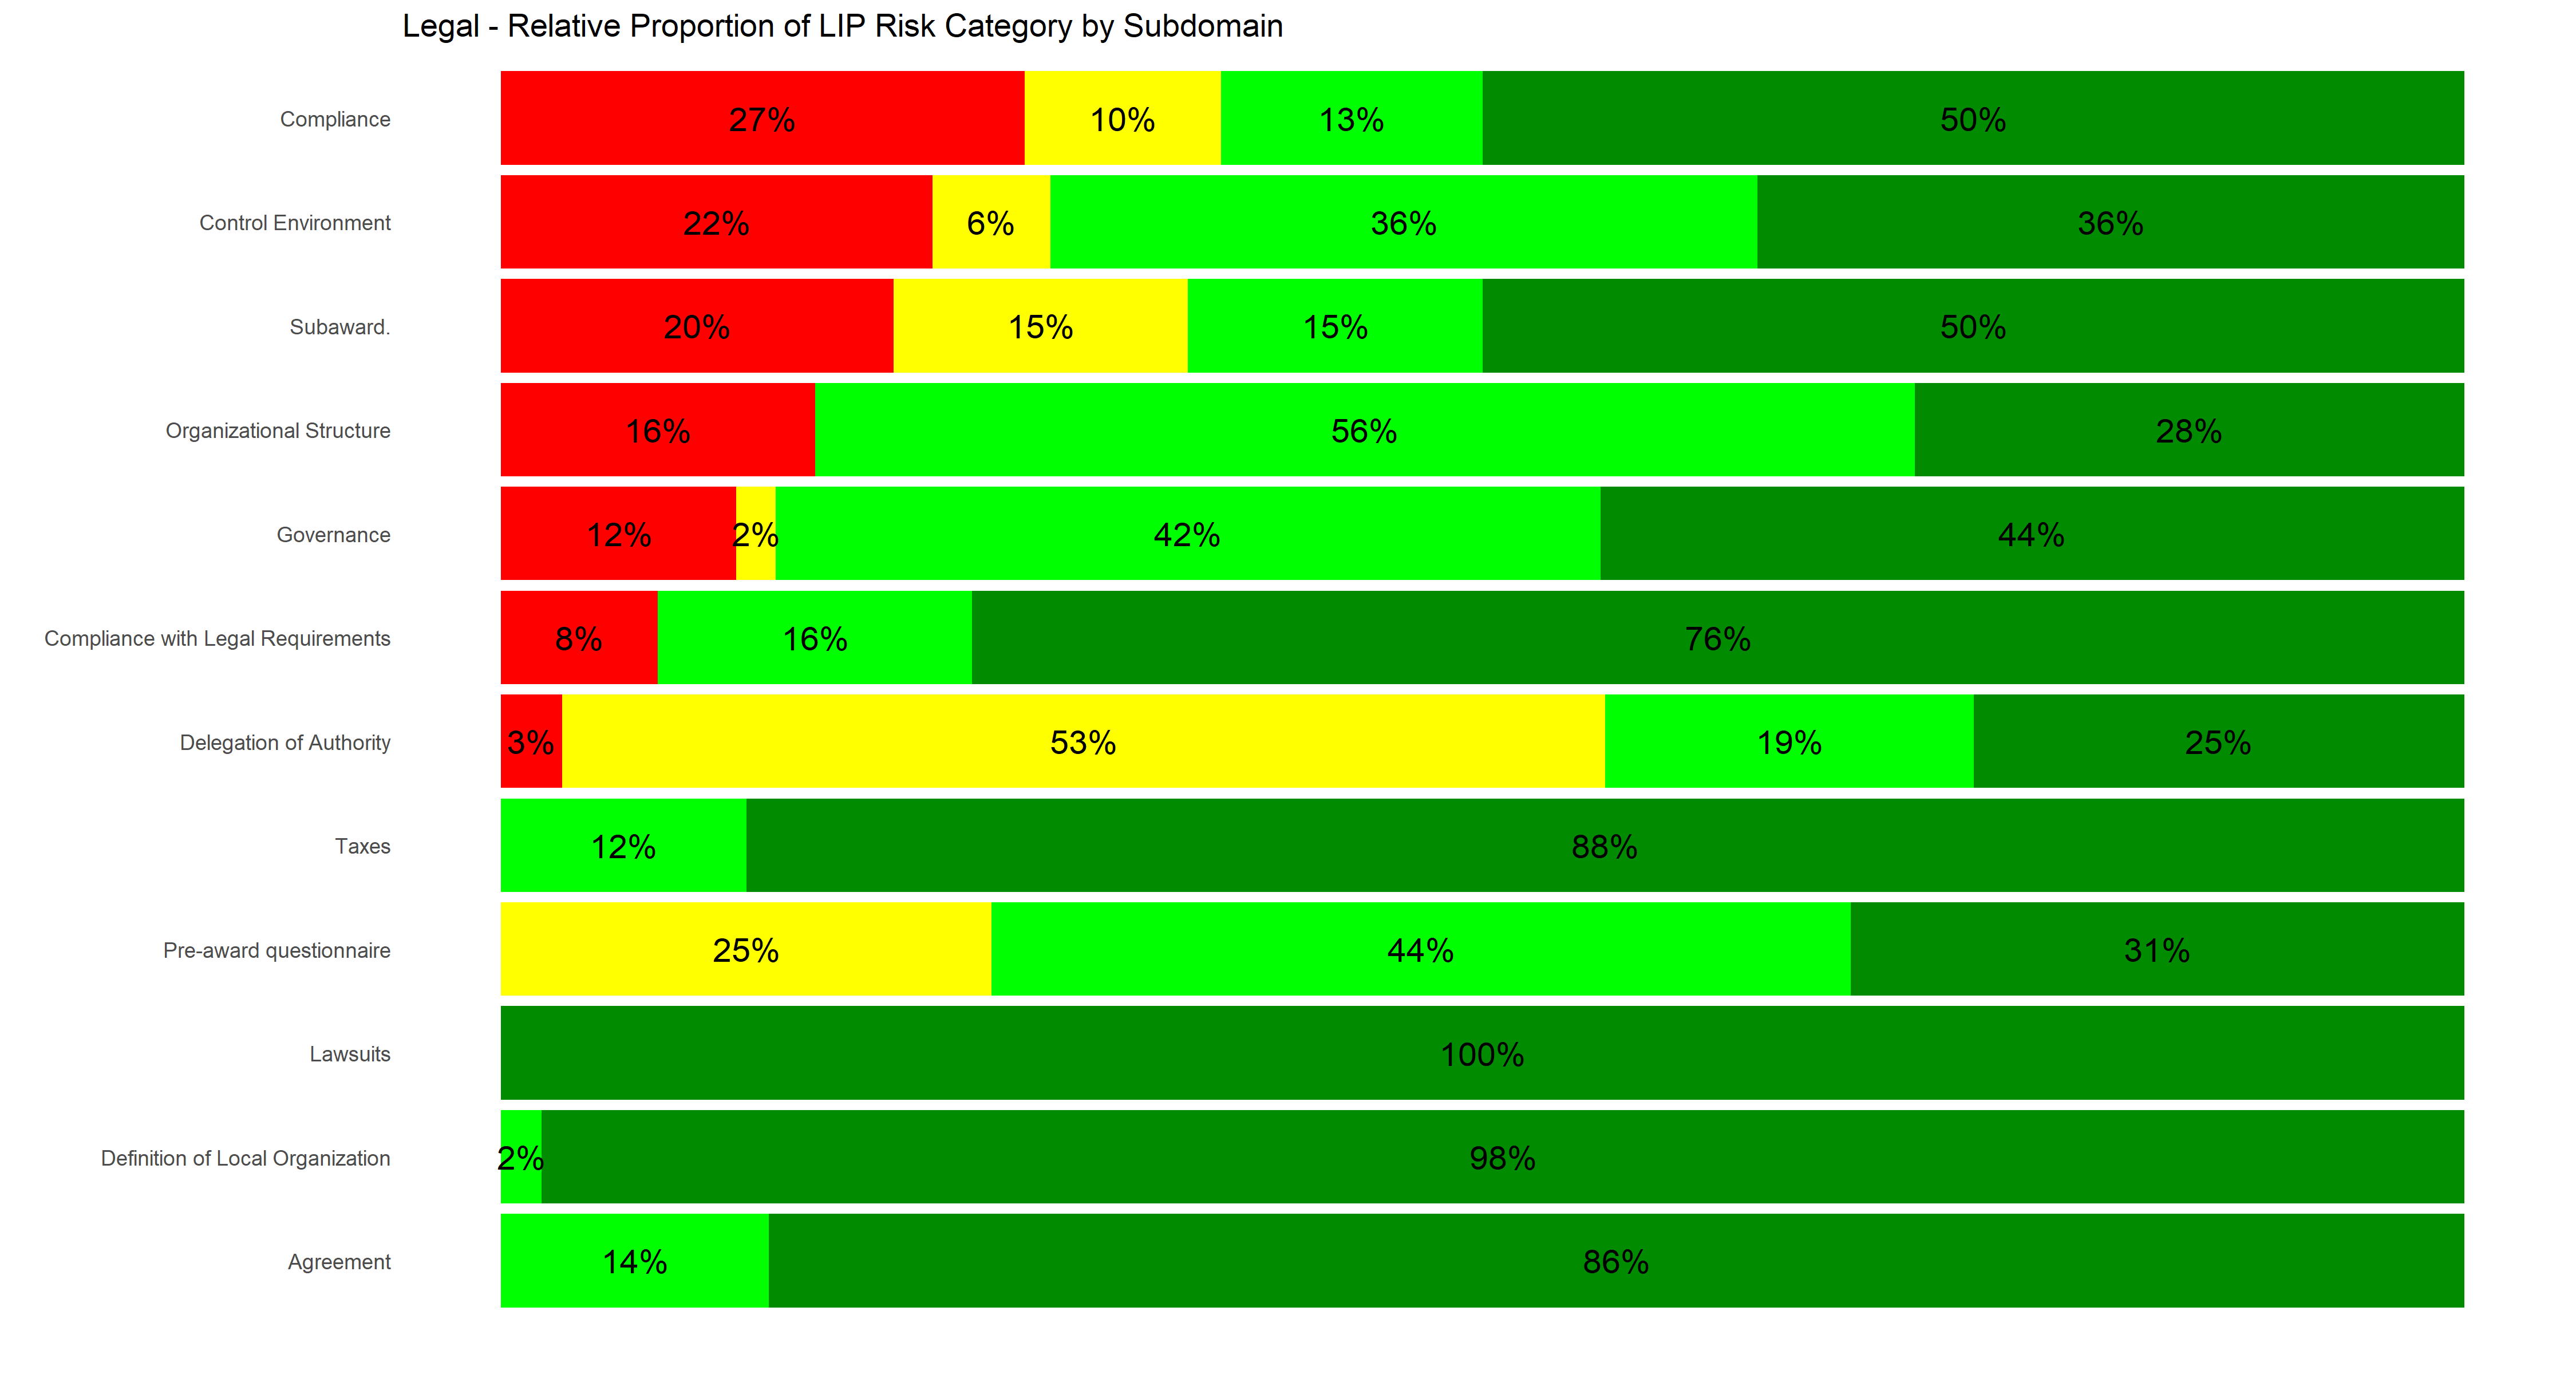 Legal - Relative Proportion of LIP Risk Category by Subdomain
Compliance 27% 10% 13% 50%
Control Environment 22% 6% 36% 36%
Subaward. 20% 15% 15% 50%
Organizational Structure 16% 56% 28%
Governance 12% 2% 42% 44%
Compliance with Legal Requirements 8% 16% 76%
Delegation of Authority 3% 53% 19% 25%
Taxes 12% 88%
Pre-award questionnaire 25% 44% 31%
Lawsuits 100%
Definition of Local Organization 2% 98%
Agreement 14% 86%